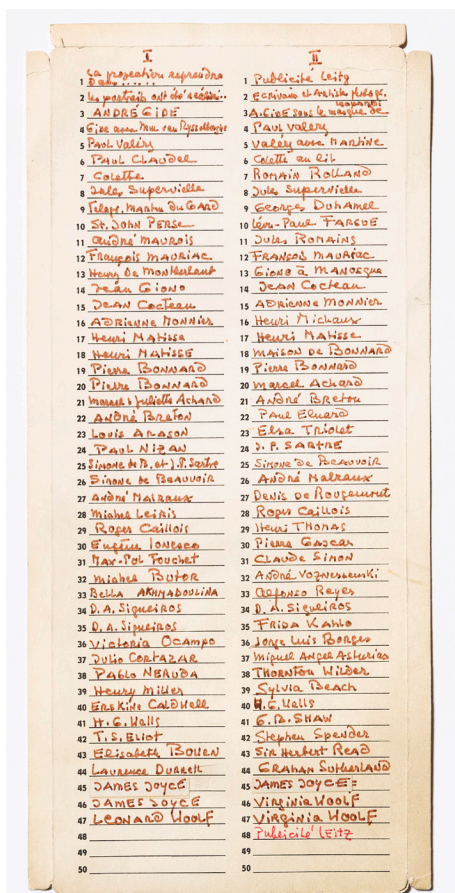 I
1 La projection reprendra Dans......
2 Les portraits ont été
3 ANDRÉ GIDE
4 Gide avec Mme van Rysselberghe
5 Paul Valéry
6 Paul Claudel
7 Colette
8 Jules Supervielle
9 Martin du Gard
10 St. John Perse
11 André Maurois
12 François Mauriac
13 Henry de Montherlant
14 Jean Giono
15 Jean Cocteau
16 Adrienne Monnier
17 Henri Matisse
18 Henri Matisse
19 Pierre Bonnard
20 Pierre Bonnard
21 Marcel & Juliette Achard
22 André Breton
23 Louis Aragon
24 Paul Nizan
25 Simone de B. et J.P. Sartre
26 Simone de Beauvoir
27 André Malraux
28 Michel Leiris
29 Roger Caillois
30 Eugène Ionesco
31 Max-Pol Fouchet
32 Michel Butor
33 Bella AKHMADOULINA
34 D.A. Siqueiros
35 D.A. Siqueiros
36 Victoria Ocampo
37 Julio Cortazar
38 Pablo Neruda
39 Henry Miller
40 Erskine Caldwell
41 H.G. Wells
42 T.S. Eliot
43 Elisabeth Bowen
44 Laurence Durrell
45 JAMES JOYCE
46 JAMES JOYCE
47 LEONARD WOOLF
48
49
50
II
1 Publicité Leitz
2 Ecrivains et Artistes
3 A. GIDE sous le masque de Leopardi
4 Paul Valéry
5 Valéry avec Martine
6 Colette au lit
7 Romain Rolland
8 Jules Supervielle
9 Georges Duhamel
10 Léon-Paul FARGUE
11 Jules Romains
12 François Mauriac
13 Giono à Manosque
14 Jean Cocteau
15 Adrienne Monnier
16 Henri Michaux
17 Henri Matisse
18 Maison de Bonnard
19 Pierre Bonnard
20 Marcel Achard
21 André Breton
22 Paul Eluard
23 Elsa Triolet
24 J.P. SARTRE
25 Simone de Beauvoir
26 André Malraux
27 Denis de Rougemont
28 Roger Caillois
29 Henri Thomas
30 Pierre Gascar
31 Claude Simon
32 André Voznessenski
33 Alfonso Reyes
34 D.A. Siqueiros
35 Frida Kahlo
36 Jorge Luis Borges
37 Miguel Angel Asturias
38 Thornton Wilder
39 Sylvia Beach
40 H.G. Wells
41 G.B. SHAW
42 Stephen Spender
43 Sir Herbert Read
44 GRAHAM Sutherland
45 JAMES JOYCE
46 Virginia Woolf
47 Virginia Woolf
48 Publicité Leitz
49
50